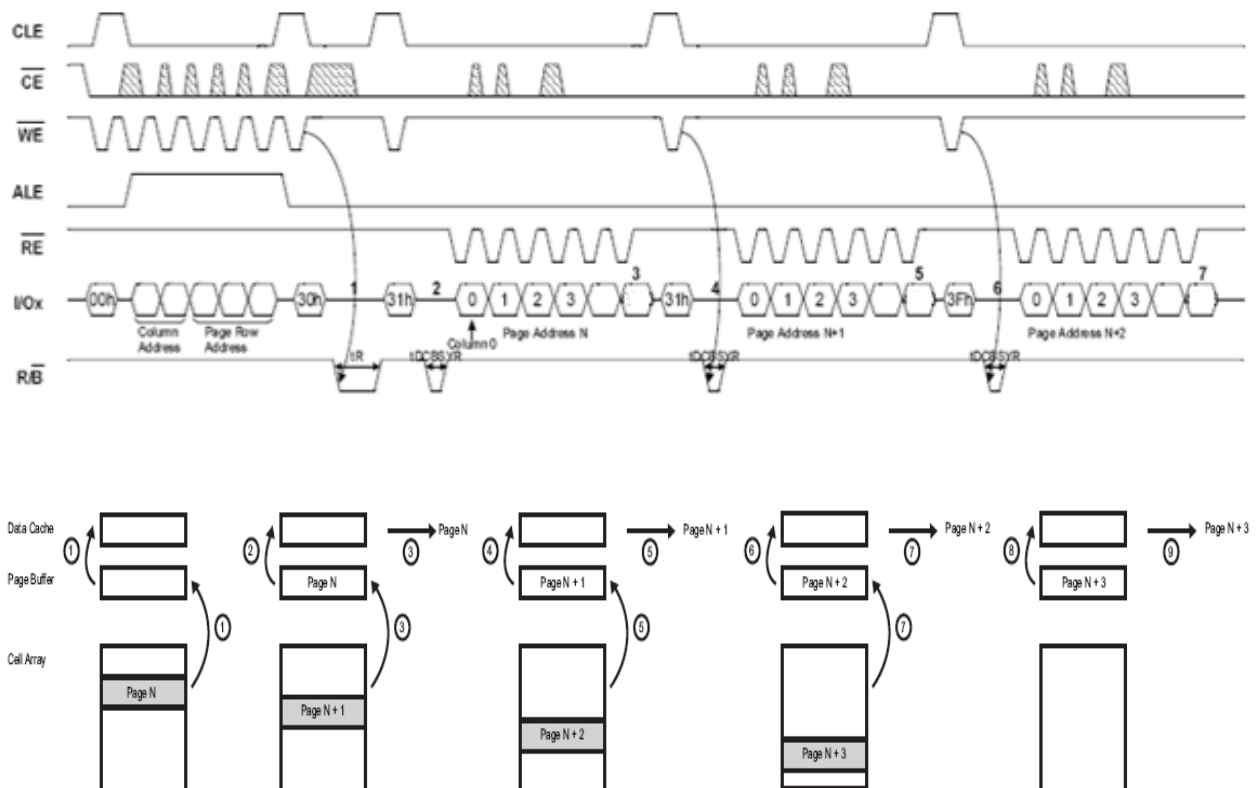 CLE
CE
WE
ALE
RE
I/Ox 00h 30h 1 31h 2 0 1 2 3 3 31h 4 0 1 2 3 5 3Fh 6 0 1 2 3 7
Column Address
Page Row Address
Column 0
Page Address N
Page Address N+1
Page Address N+2
R/B tR tDCBSYR tDCBSYR tDCBSYR
Data Cache
Page Buffer
Cell Array
1
1
Page N
2
Page N
3
Page N
3
Page N + 1
4
Page N + 1
5
Page N + 1
5
Page N + 2
6
Page N + 2
7
Page N + 2
7
Page N + 3
8
Page N + 3
9
Page N + 3